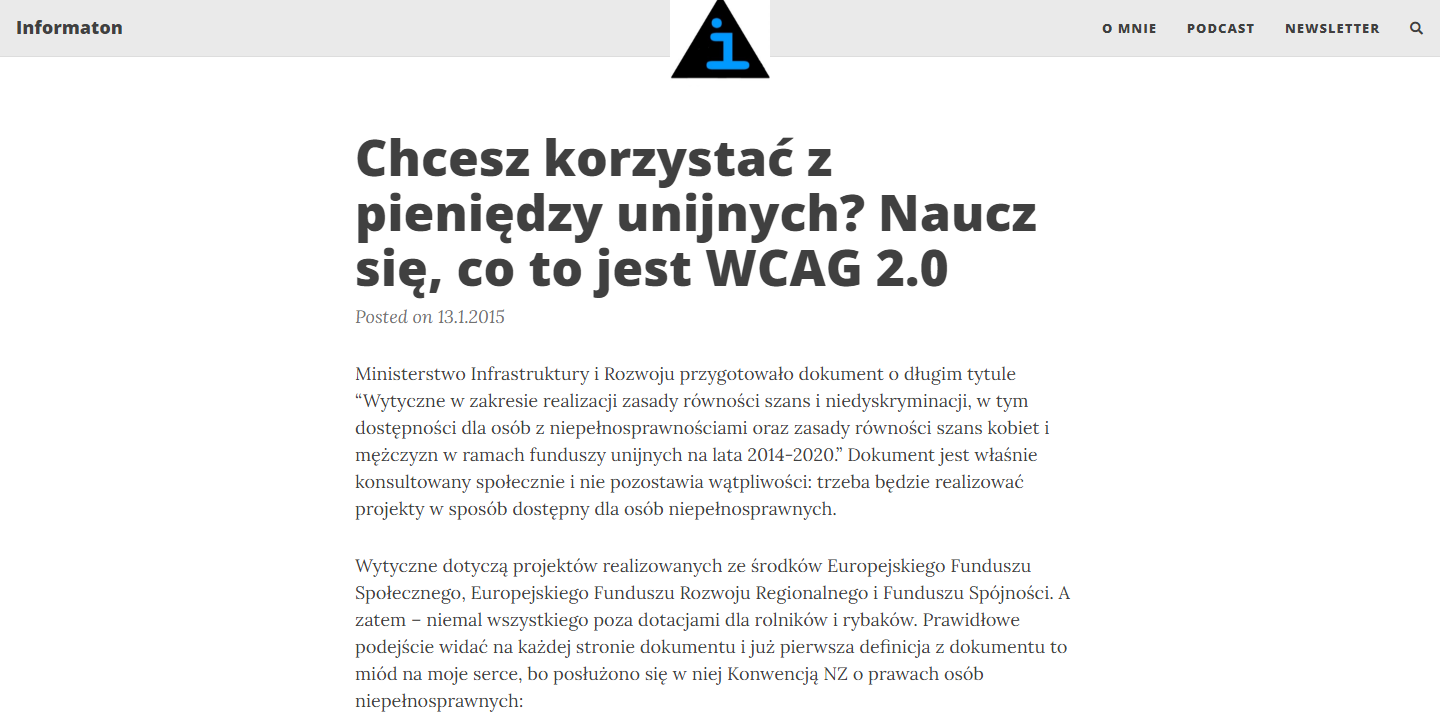 Informaton
i
O MNIE
PODCAST
NEWSLETTER
Chcesz korzystać z
pieniędzy unijnych? Naucz
się, co to jest WCAG 2.0
Posted on 13.1.2015
Ministerstwo Infrastruktury i Rozwoju przygotowało dokument o długim tytule
“Wytyczne w zakresie realizacji zasady równości szans i niedyskryminacji, w tym
dostępności dla osób z niepełnosprawnościami oraz zasady równości szans kobiet i
mężczyzn w ramach funduszy unijnych na lata 2014-2020.” Dokument jest właśnie
konsultowany społecznie i nie pozostawia wątpliwości: trzeba będzie realizować
projekty w sposób dostępny dla osób niepełnosprawnych.
Wytyczne dotyczą projektów realizowanych ze środków Europejskiego Funduszu
Społecznego, Europejskiego Funduszu Rozwoju Regionalnego i Funduszu Spójności. A
zatem – niemal wszystkiego poza dotacjami dla rolników i rybaków. Prawidłowe
podejście widać na każdej stronie dokumentu i już pierwsza definicja z dokumentu to
miód na moje serce, bo posłużono się w niej Konwencją NZ o prawach osób
niepełnosprawnych: